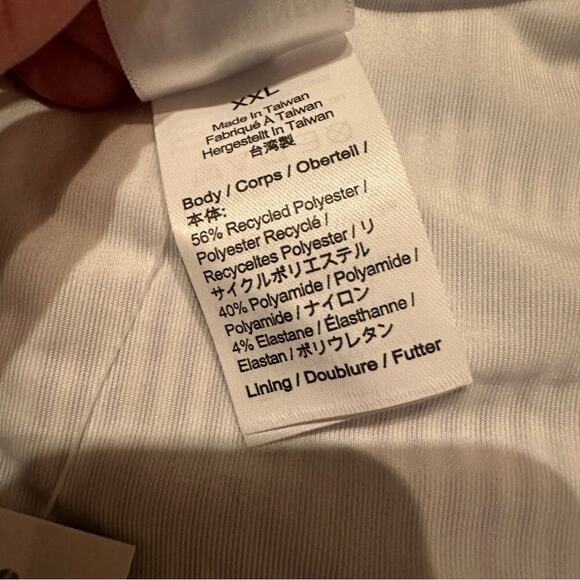 XXL
Made In Taiwan
Fabriqué À Taiwan
Hergestellt In Taiwan
台湾製
Body / Corps / Oberteil /
本体:
56% Recycled Polyester /
Polyester Recyclé /
Recyceltes Polyester / リ
サイクルポリエステル
40% Polyamide / Polyamide /
Polyamide / ナイロン
4% Elastane / Élasthanne /
Elastan / ポリウレタン
Lining / Doublure / Futter